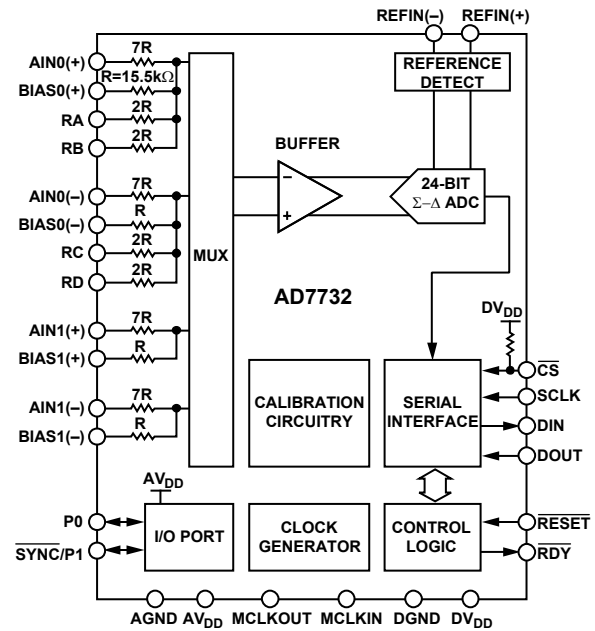 REFIN(–) REFIN(+)
AIN0(+) 7R
R=15.5kΩ
BIAS0(+)
RA 2R
RB 2R
REFERENCE
DETECT
BUFFER
AIN0(–) 7R
BIAS0(–) R
RC 2R
RD 2R
MUX
–
+
24-BIT
Σ–Δ ADC
AD7732
AIN1(+) 7R
BIAS1(+) R
AIN1(–) 7R
BIAS1(–) R
CALIBRATION
CIRCUITRY
SERIAL
INTERFACE
DVDD
CS
SCLK
DIN
DOUT
AVDD
P0
SYNC/P1
I/O PORT
CLOCK
GENERATOR
CONTROL
LOGIC
RESET
RDY
AGND AVDD MCLKOUT MCLKIN DGND DVDD